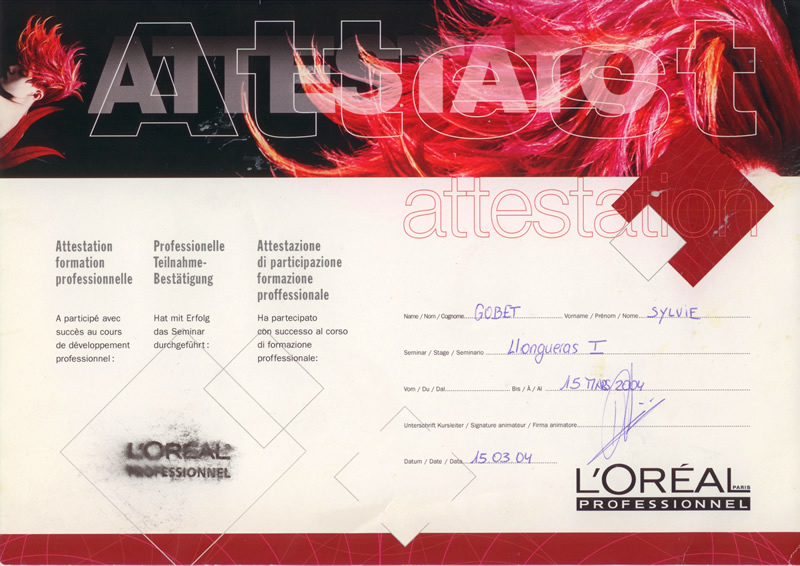 ATTESTATO
Attest
attestation
Attestation
formation
professionnelle
A participé avec
succès au cours
de développement
professionnel :
Professionelle
Teilnahme-
Bestätigung
Hat mit Erfolg
das Seminar
durchgeführt :
Attestazione
di participazione
formazione
proffessionale
Ha partecipato
con successo al corso
di formazione
proffessionale:
Name / Nom / Cognome GOBET Vorname / Prénom / Nome SYLVIE
Seminar / Stage / Seminario Llongueras I
Vom / Du / Dal Bis / À / Al 15 MARS 2004
Unterschrift Kursleiter / Signature animateur / Firma animatore
Datum / Date / Data 15.03.04
L'ORÉAL
PROFESSIONNEL
L'ORÉAL
PARIS
PROFESSIONNEL